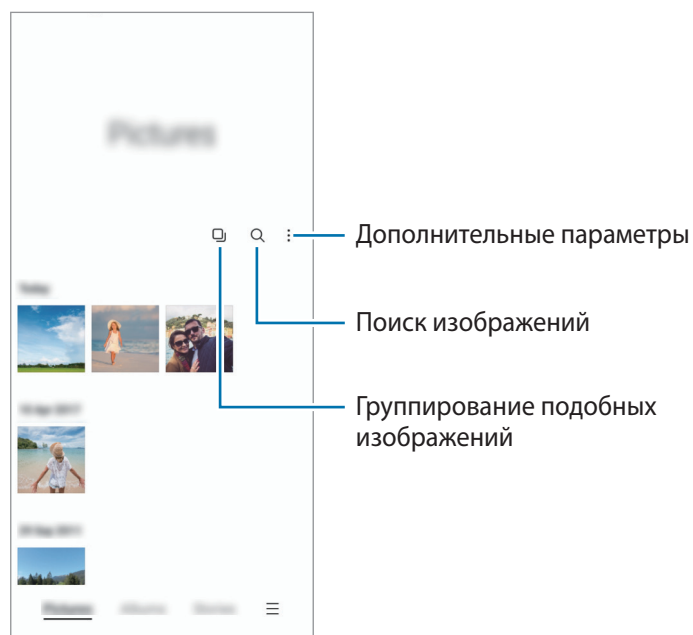 Pictures
Дополнительные параметры
Today
Поиск изображений
Группирование подобных
изображений
Pictures Albums Stories